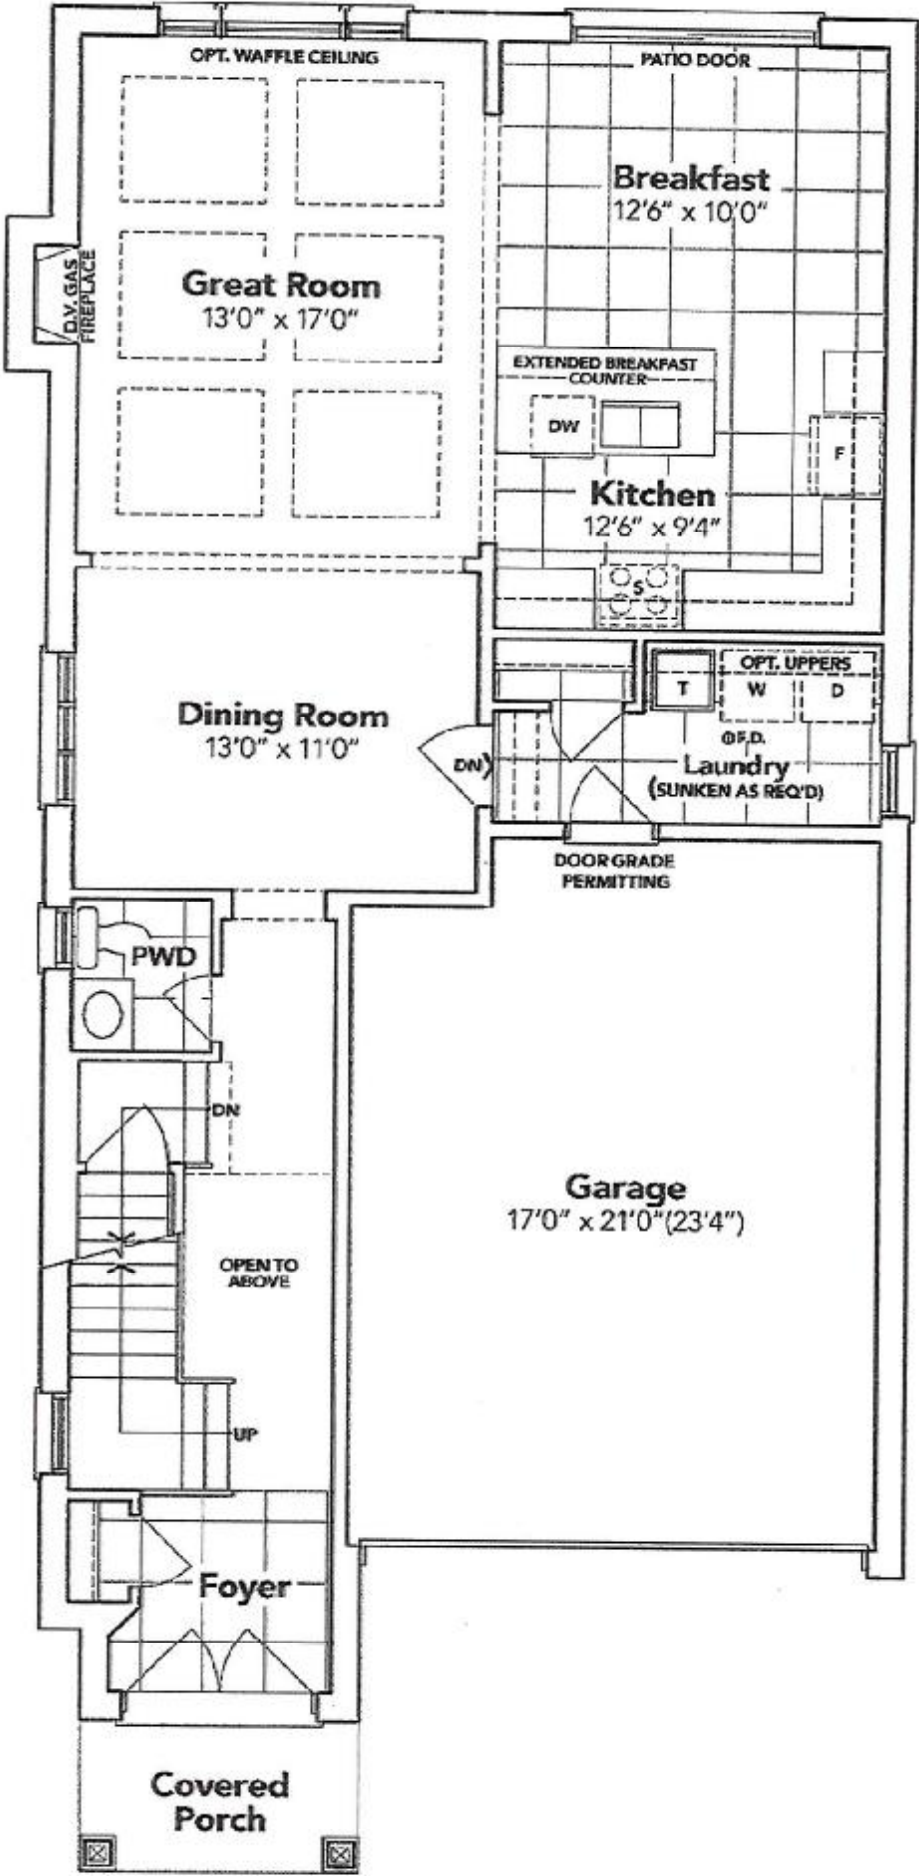 OPT. WAFFLE CEILING
PATIO DOOR
Breakfast
12'6" x 10'0"
D.V. GAS
FIREPLACE
Great Room
13'0" x 17'0"
EXTENDED BREAKFAST
COUNTER
DW
F
Kitchen
12'6" x 9'4"
S
OPT. UPPERS
T
W
D
Dining Room
13'0" x 11'0"
DN
F.D.
Laundry
(SUNKEN AS REQ'D)
DOOR GRADE
PERMITTING
PWD
DN
Garage
17'0" x 21'0"(23'4")
OPEN TO
ABOVE
UP
Foyer
Covered
Porch